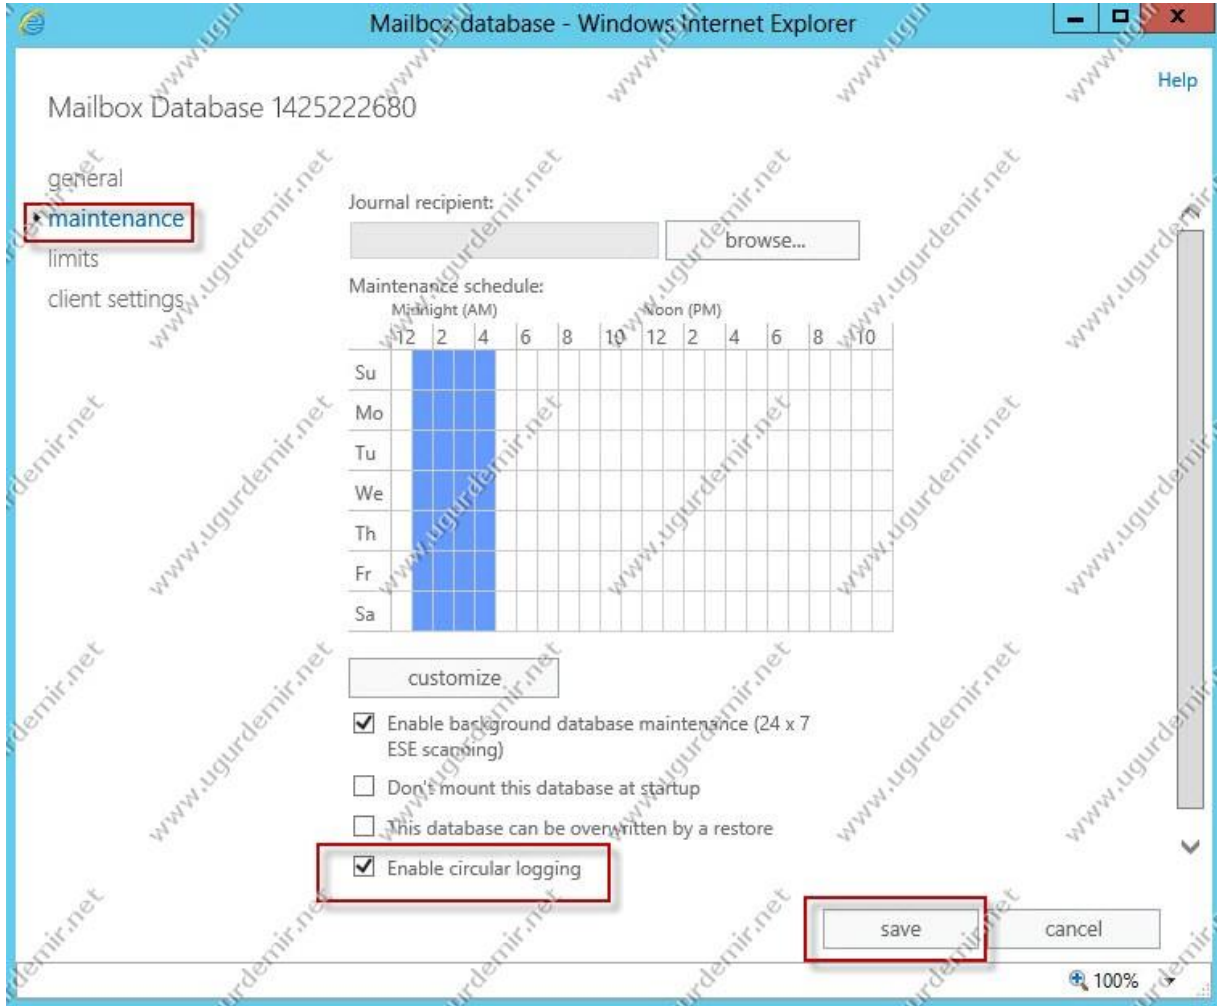 Mailbox database - Windows Internet Explorer
Help
Mailbox Database 1425222680
general
maintenance
limits
client settings
Journal recipient:
browse...
Maintenance schedule:
Midnight (AM) Noon (PM)
12 2 4 6 8 10 12 2 4 6 8 10
Su
Mo
Tu
We
Th
Fr
Sa
customize
Enable background database maintenance (24 x 7
ESE scanning)
Don't mount this database at startup
This database can be overwritten by a restore
Enable circular logging
save cancel
100%
www.ugurdemir.net